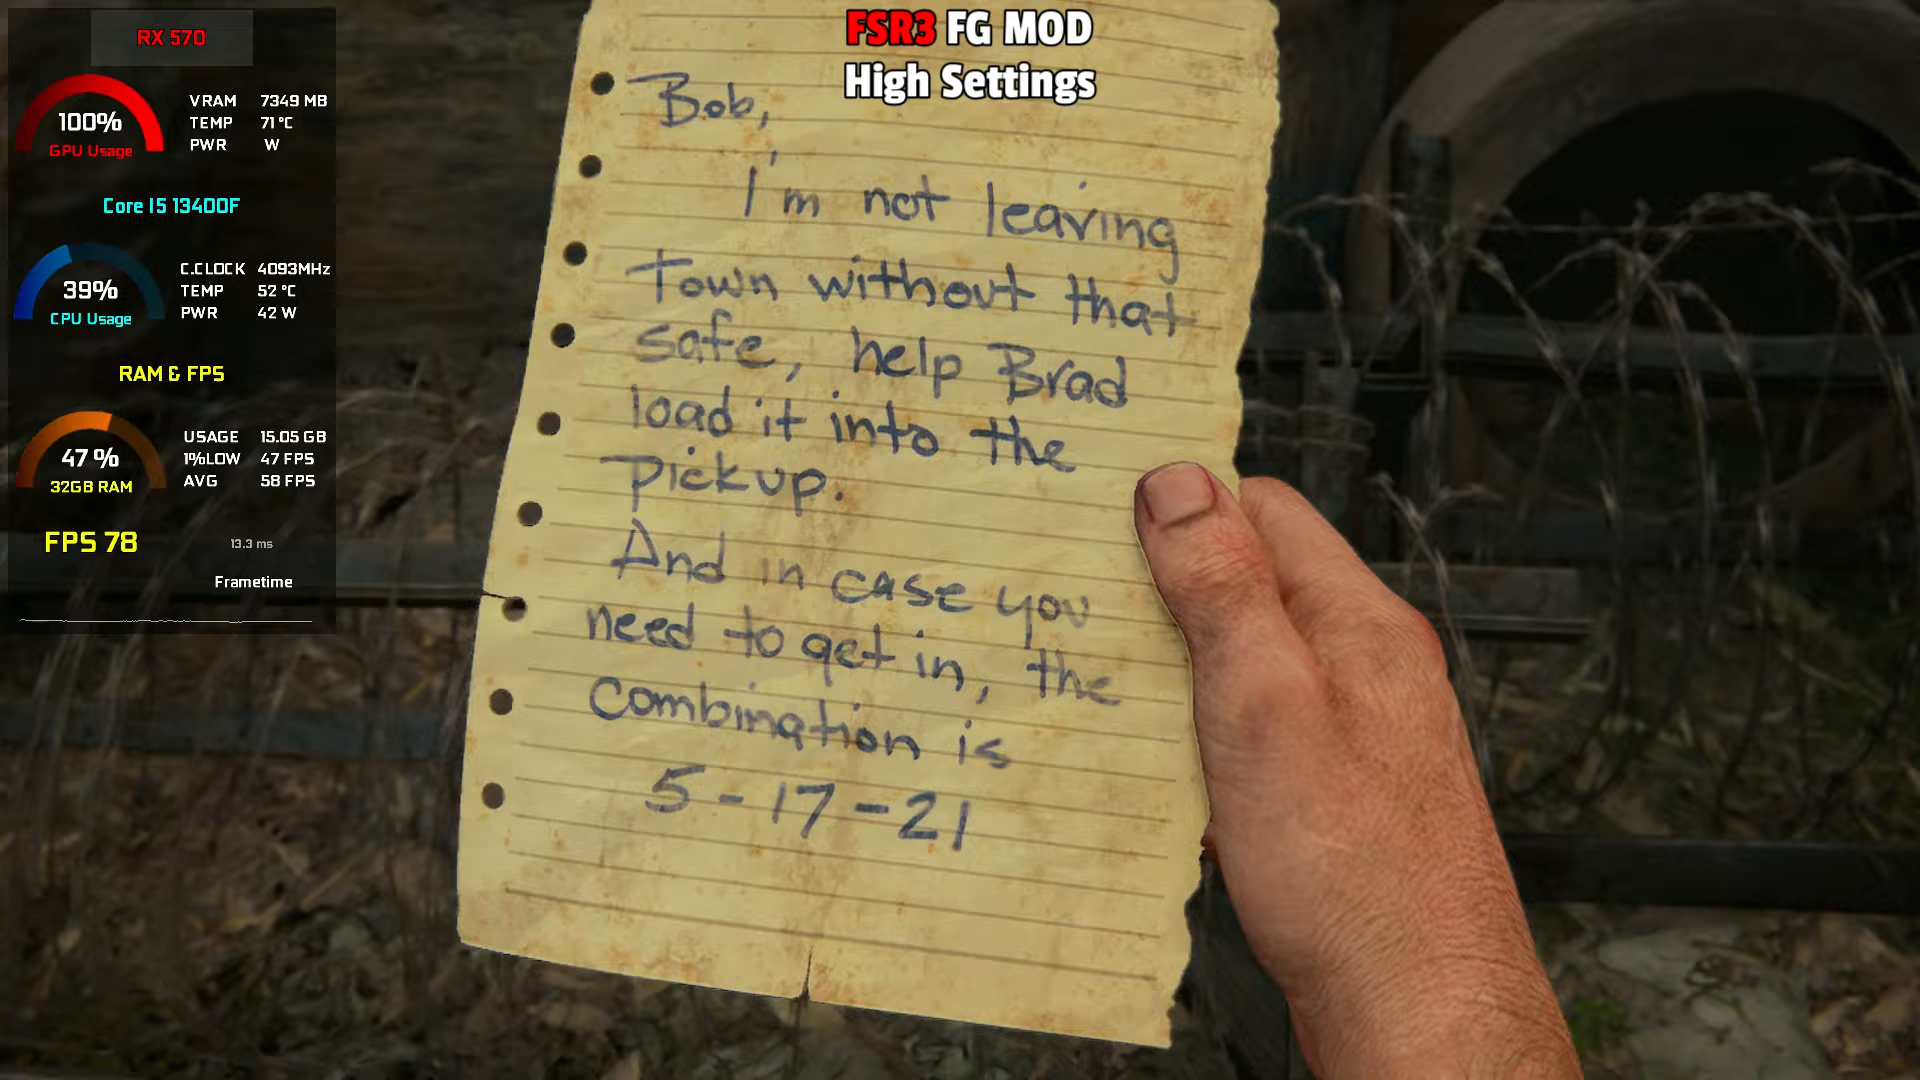 RX 570
100%
GPU Usage
VRAM 7349 MB
TEMP 71 °C
PWR W
Core I5 13400F
39%
CPU Usage
C.CLOCK 4093MHz
TEMP 52 °C
PWR 42 W
RAM & FPS
47 %
32GB RAM
USAGE 15.05 GB
1%LOW 47 FPS
AVG 58 FPS
FPS 78
13.3 ms
Frametime
FSR3 FG MOD
High Settings
Bob,
I'm not leaving
Town without that
safe, help Brad
load it into the
pickup.
And in case you
need to get in, the
Combination is
5-17-21